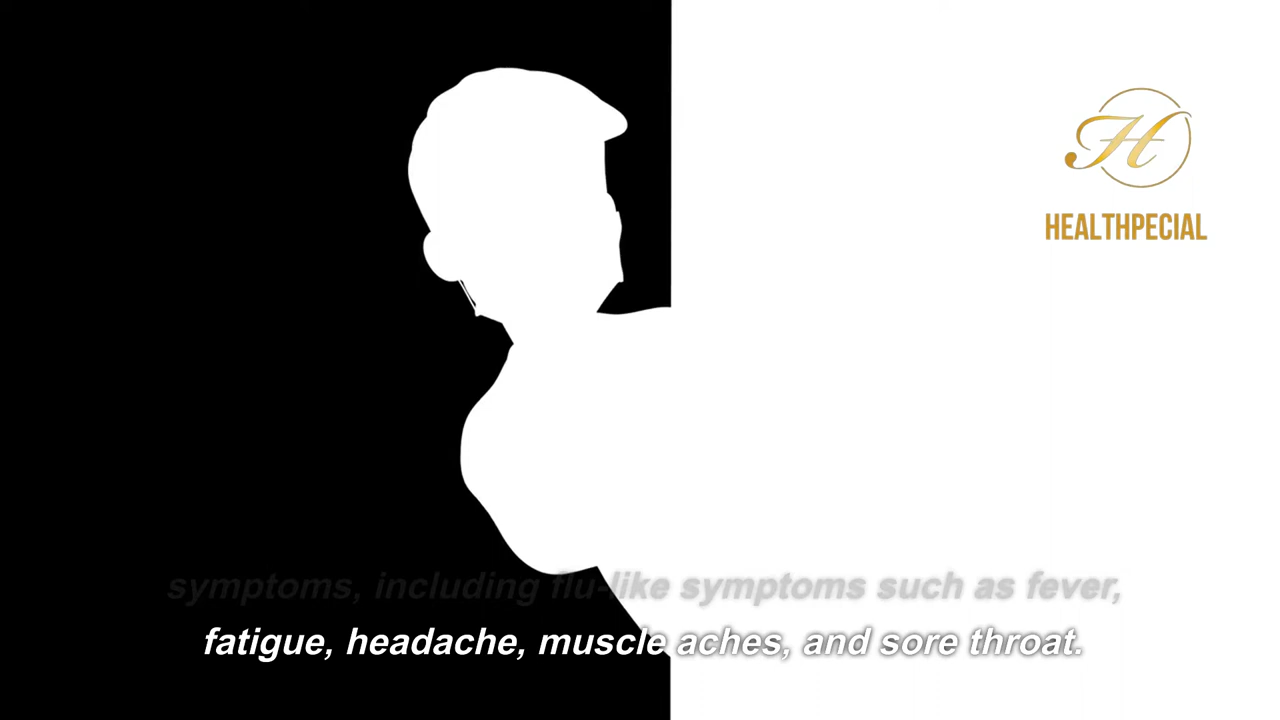 H
HEALTHPECIAL
symptoms, including flu-like symptoms such as fever,
fatigue, headache, muscle aches, and sore throat.